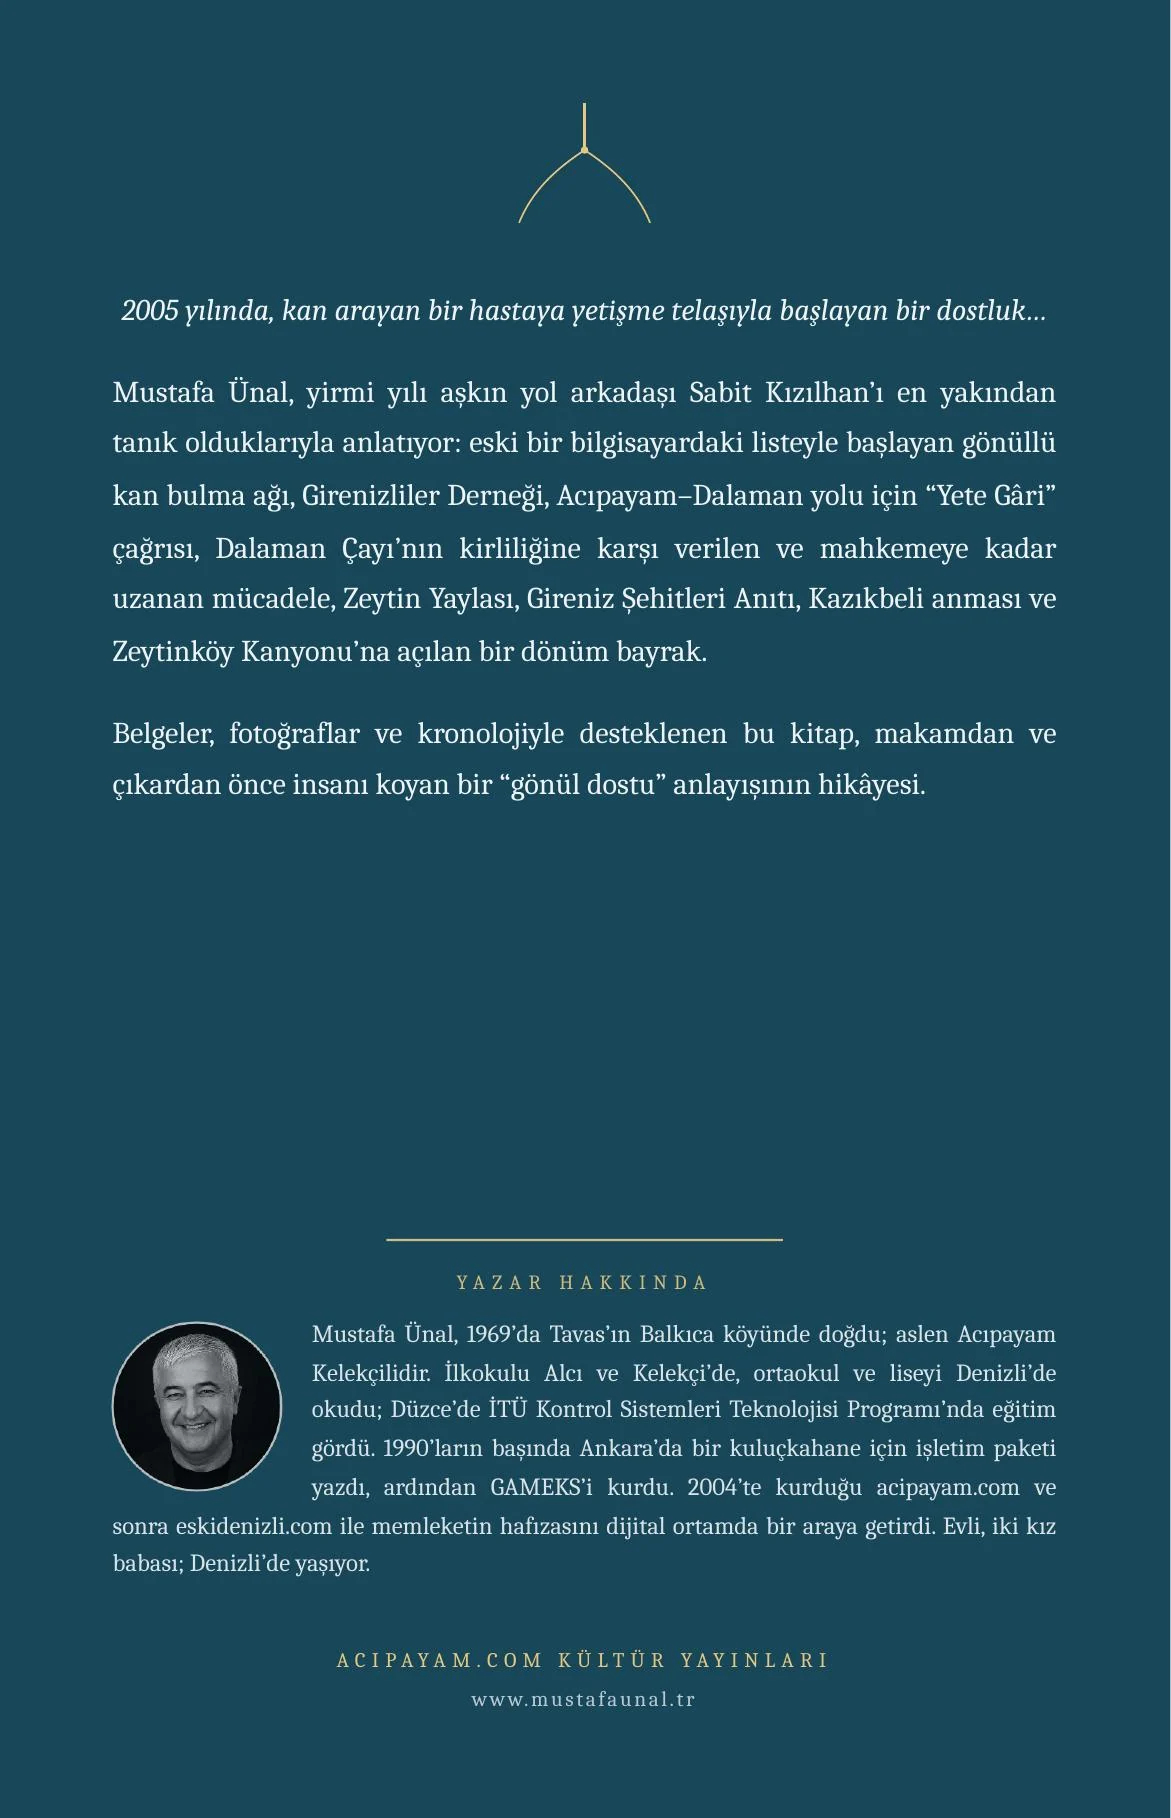 2005 yılında, kan arayan bir hastaya yetişme telaşıyla başlayan bir dostluk...
Mustafa Ünal, yirmi yılı aşkın yol arkadaşı Sabit Kızılhan’ı en yakından
tanık olduklarıyla anlatıyor: eski bir bilgisayardaki listeyle başlayan gönüllü
kan bulma ağı, Girenizliler Derneği, Acıpayam–Dalaman yolu için “Yete Gâri”
çağrısı, Dalaman Çayı’nın kirliliğine karşı verilen ve mahkemeye kadar
uzanan mücadele, Zeytin Yaylası, Gireniz Şehitleri Anıtı, Kazıkbeli anması ve
Zeytinköy Kanyonu’na açılan bir dönüm bayrak.
Belgeler, fotoğraflar ve kronolojiyle desteklenen bu kitap, makamdan ve
çıkardan önce insanı koyan bir “gönül dostu” anlayışının hikâyesi.
YAZAR HAKKINDA
Mustafa Ünal, 1969’da Tavas’ın Balkıca köyünde doğdu; aslen Acıpayam
Kelekçilidir. İlkokulu Alcı ve Kelekçi’de, ortaokul ve liseyi Denizli’de
okudu; Düzce’de İTÜ Kontrol Sistemleri Teknolojisi Programı’nda eğitim
gördü. 1990’ların başında Ankara’da bir kuluçkahane için işletim paketi
yazdı, ardından GAMEKS’i kurdu. 2004’te kurduğu acipayam.com ve
sonra eskidenizli.com ile memleketin hafızasını dijital ortamda bir araya getirdi. Evli, iki kız
babası; Denizli’de yaşıyor.
ACIPAYAM.COM KÜLTÜR YAYINLARI
www.mustafaunal.tr